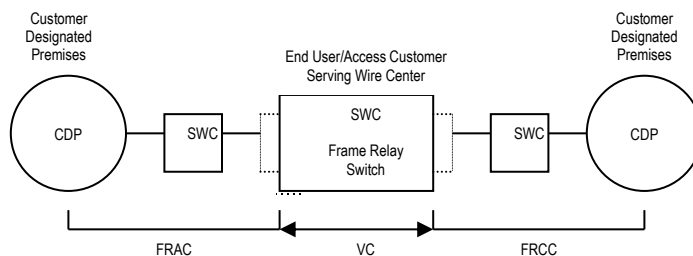 Customer
Designated
Premises
End User/Access Customer
Serving Wire Center
Customer
Designated
Premises
CDP
SWC
SWC
Frame Relay
Switch
SWC
CDP
FRAC
VC
FRCC